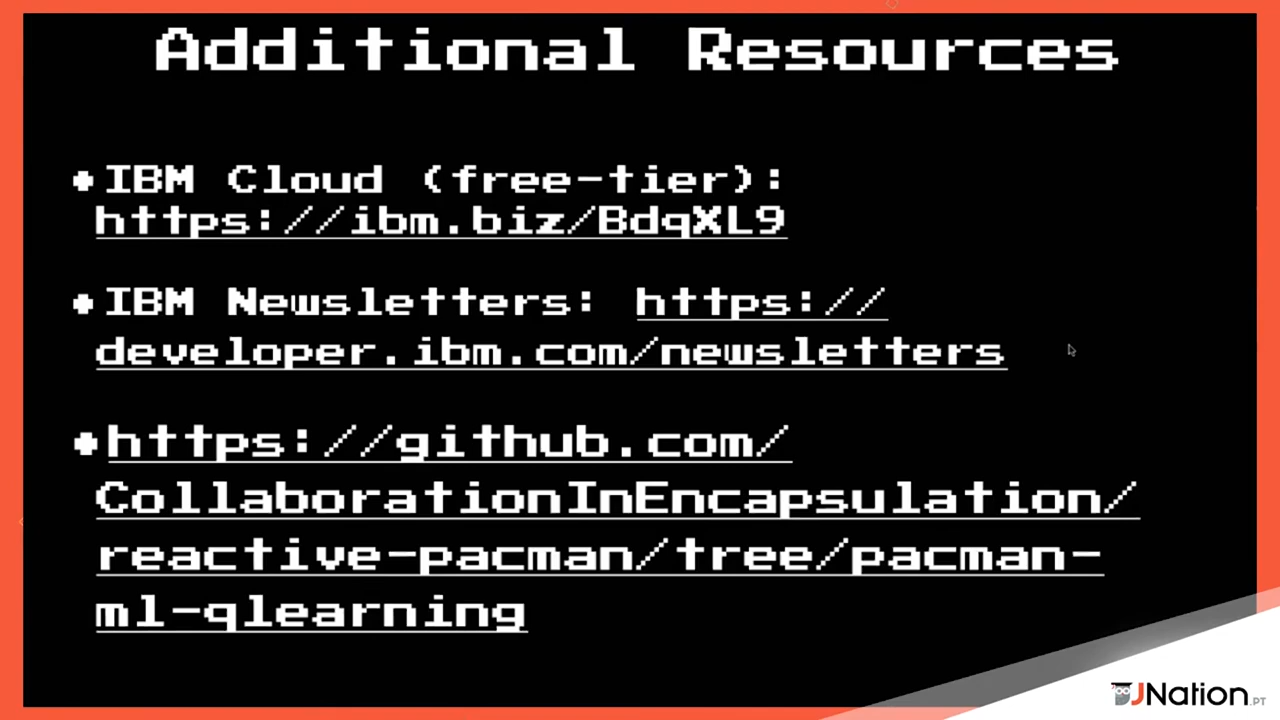 Additional Resources
•IBM Cloud (free-tier):
https://ibm.biz/BdqXL9
•IBM Newsletters: https://
developer.ibm.com/newsletters
•https://github.com/
CollaborationInEncapsulation/
reactive-pacman/tree/pacman-
ml-qlearning
JNation.PT